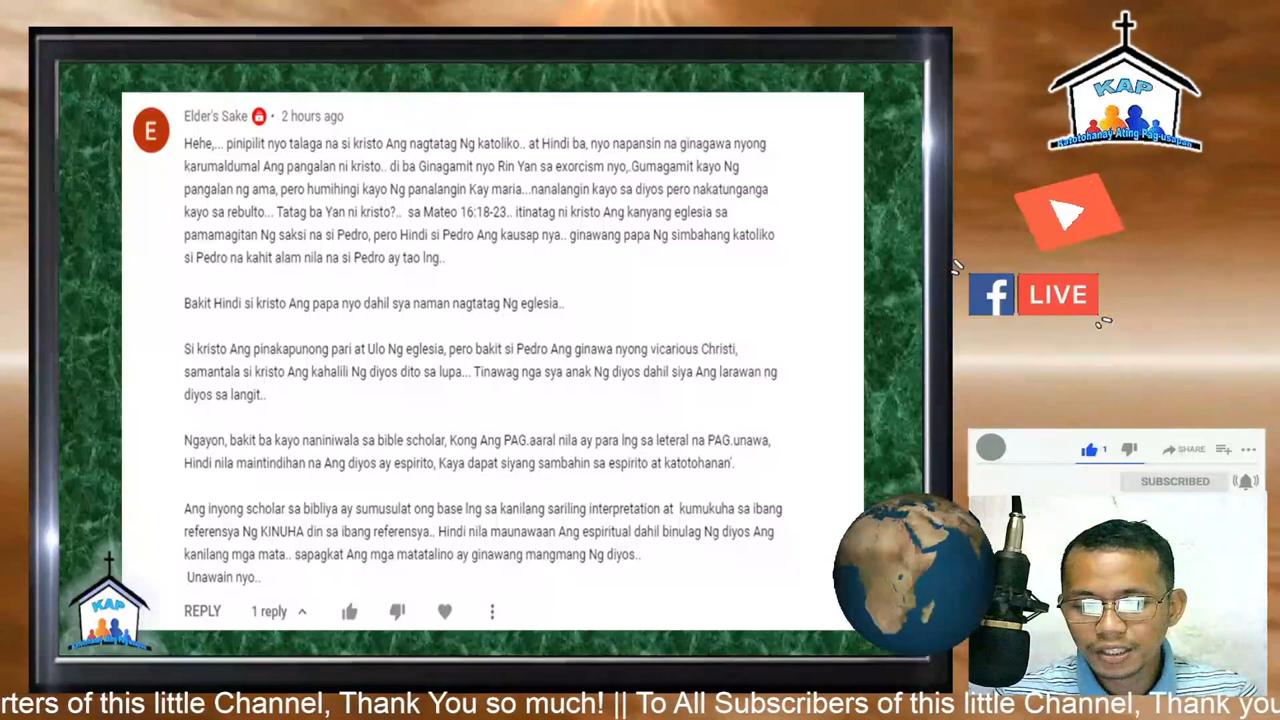 KAP
Katotohanay Ating Pag-usapan
E
Elder's Sake • 2 hours ago
Hehe,... pinipilit nyo talaga na si kristo Ang nagtatag Ng katoliko.. at Hindi ba, nyo napansin na ginagawa nyong
karumaldumal Ang pangalan ni kristo.. di ba Ginagamit nyo Rin Yan sa exorcism nyo,.Gumagamit kayo Ng
pangalan ng ama, pero humihingi kayo Ng panalangin Kay maria...nanalangin kayo sa diyos pero nakatunganga
kayo sa rebulto... Tatag ba Yan ni kristo?.. sa Mateo 16:18-23.. itinatag ni kristo Ang kanyang eglesia sa
pamamagitan Ng saksi na si Pedro, pero Hindi si Pedro Ang kausap nya.. ginawang papa Ng simbahang katoliko
si Pedro na kahit alam nila na si Pedro ay tao lng..
Bakit Hindi si kristo Ang papa nyo dahil sya naman nagtatag Ng eglesia..
Si kristo Ang pinakapunong pari at Ulo Ng eglesia, pero bakit si Pedro Ang ginawa nyong vicarious Christi,
samantala si kristo Ang kahalili Ng diyos dito sa lupa... Tinawag nga sya anak Ng diyos dahil siya Ang larawan ng
diyos sa langit..
Ngayon, bakit ba kayo naniniwala sa bible scholar, Kong Ang PAG.aaral nila ay para lng sa leteral na PAG.unawa,
Hindi nila maintindihan na Ang diyos ay espirito, Kaya dapat siyang sambahin sa espirito at katotohanan'.
Ang inyong scholar sa bibliya ay sumusulat ong base lng sa kanilang sariling interpretation at kumukuha sa ibang
referensya Ng KINUHA din sa ibang referensya.. Hindi nila maunawaan Ang espiritual dahil binulag Ng diyos Ang
kanilang mga mata.. sapagkat Ang mga matatalino ay ginawang mangmang Ng diyos..
Unawain nyo..
REPLY 1 reply
f LIVE
1 SHARE
SUBSCRIBED
KAP
rters of this little Channel, Thank You so much! || To All Subscribers of this little Channel, Thank you